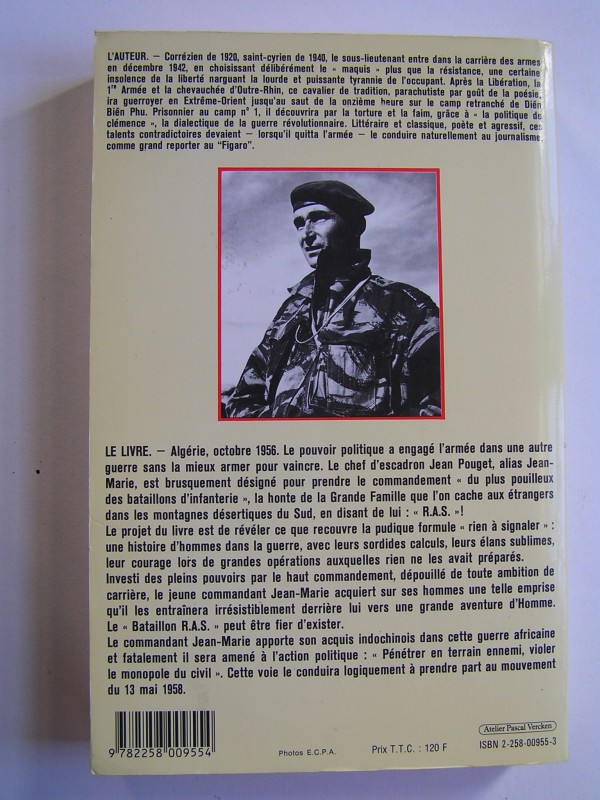 L'AUTEUR. — Corrézien de 1920, saint-cyrien de 1940, le sous-lieutenant entre dans la carrière des armes
en décembre 1942, en choisissant délibérément le « maquis » plus que la résistance, une certaine
insolence de la liberté narguant la lourde et puissante tyrannie de l'occupant. Après la Libération, la
1re Armée et la chevauchée d'Outre-Rhin, ce cavalier de tradition, parachutiste par goût de la poésie,
ira guerroyer en Extrême-Orient jusqu'au saut de la onzième heure sur le camp retranché de Diên
Biên Phu. Prisonnier au camp n° 1, il découvrira par la torture et la faim, grâce à « la politique de
clémence », la dialectique de la guerre révolutionnaire. Littéraire et classique, poète et agressif, ces
talents contradictoires devaient — lorsqu'il quitta l'armée — le conduire naturellement au journalisme
comme grand reporter au "Figaro".
LE LIVRE. — Algérie, octobre 1956. Le pouvoir politique a engagé l'armée dans une autre
guerre sans la mieux armer pour vaincre. Le chef d'escadron Jean Pouget, alias Jean-
Marie, est brusquement désigné pour prendre le commandement « du plus pouilleux
des bataillons d'infanterie », la honte de la Grande Famille que l'on cache aux étrangers
dans les montagnes désertiques du Sud, en disant de lui : « R.A.S. »!
Le projet du livre est de révéler ce que recouvre la pudique formule « rien à signaler » :
une histoire d'hommes dans la guerre, avec leurs sordides calculs, leurs élans sublimes,
leur courage lors de grandes opérations auxquelles rien ne les avait préparés.
Investi des pleins pouvoirs par le haut commandement, dépouillé de toute ambition de
carrière, le jeune commandant Jean-Marie acquiert sur ses hommes une telle emprise
qu'il les entraînera irrésistiblement derrière lui vers une grande aventure d'Homme.
Le « Bataillon R.A.S. » peut être fier d'exister.
Le commandant Jean-Marie apporte son acquis indochinois dans cette guerre africaine
et fatalement il sera amené à l'action politique : « Pénétrer en terrain ennemi, violer
le monopole du civil ». Cette voie le conduira logiquement à prendre part au mouvement
du 13 mai 1958.
9 782258 009554
Photos E.C.P.A.
Prix T.T.C. : 120 F
Atelier Pascal Vercken
ISBN 2-258-00955-3